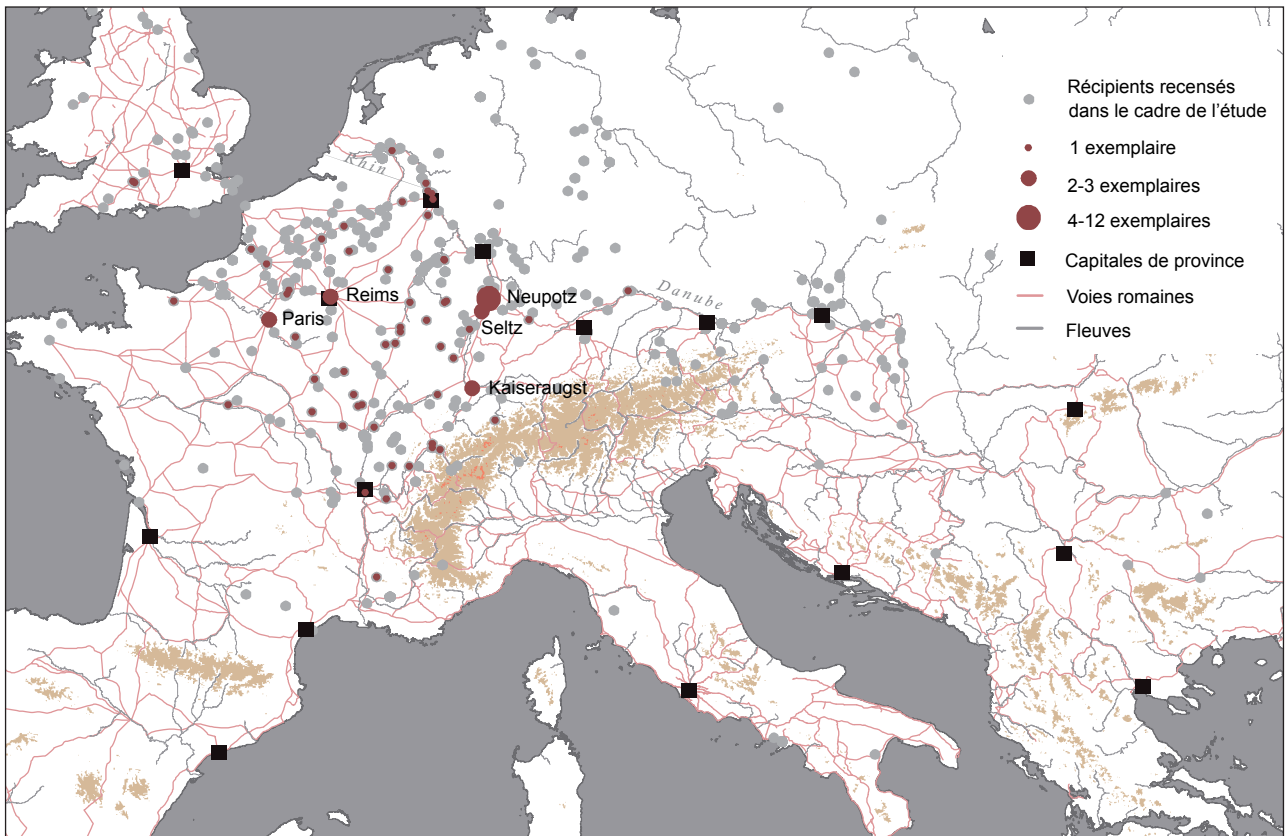 Récipients recensés
dans le cadre de l'étude
1 exemplaire
2-3 exemplaires
4-12 exemplaires
Capitales de province
Voies romaines
Fleuves
Rhin
Danube
Reims
Neupotz
Paris
Seltz
Kaiseraugst